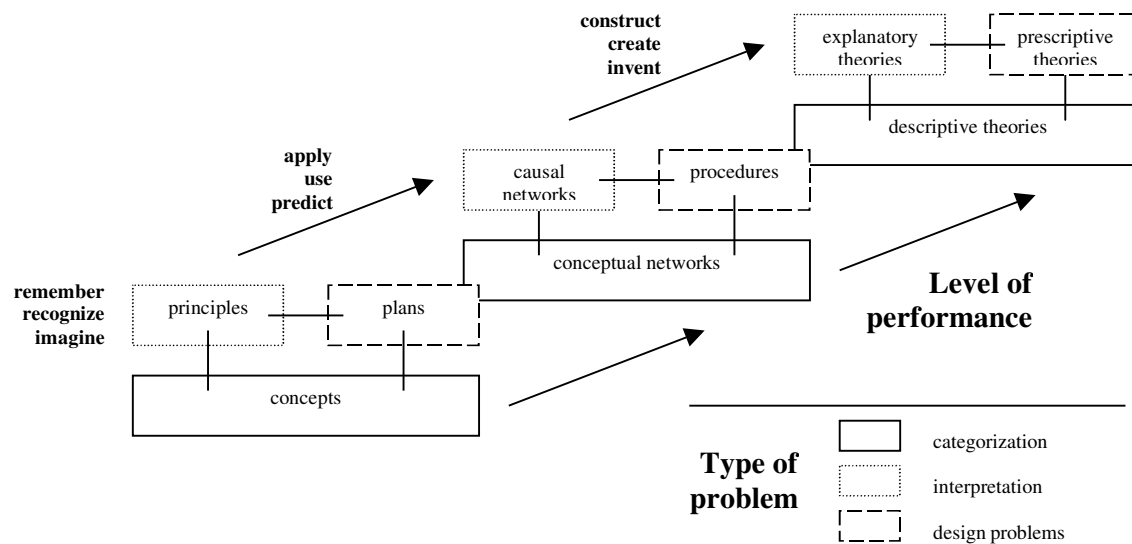 construct
create
invent
explanatory
theories
prescriptive
theories
descriptive theories
apply
use
predict
causal
networks
procedures
conceptual networks
remember
recognize
imagine
principles
plans
concepts
Level of
performance
Type of
problem
categorization
interpretation
design problems